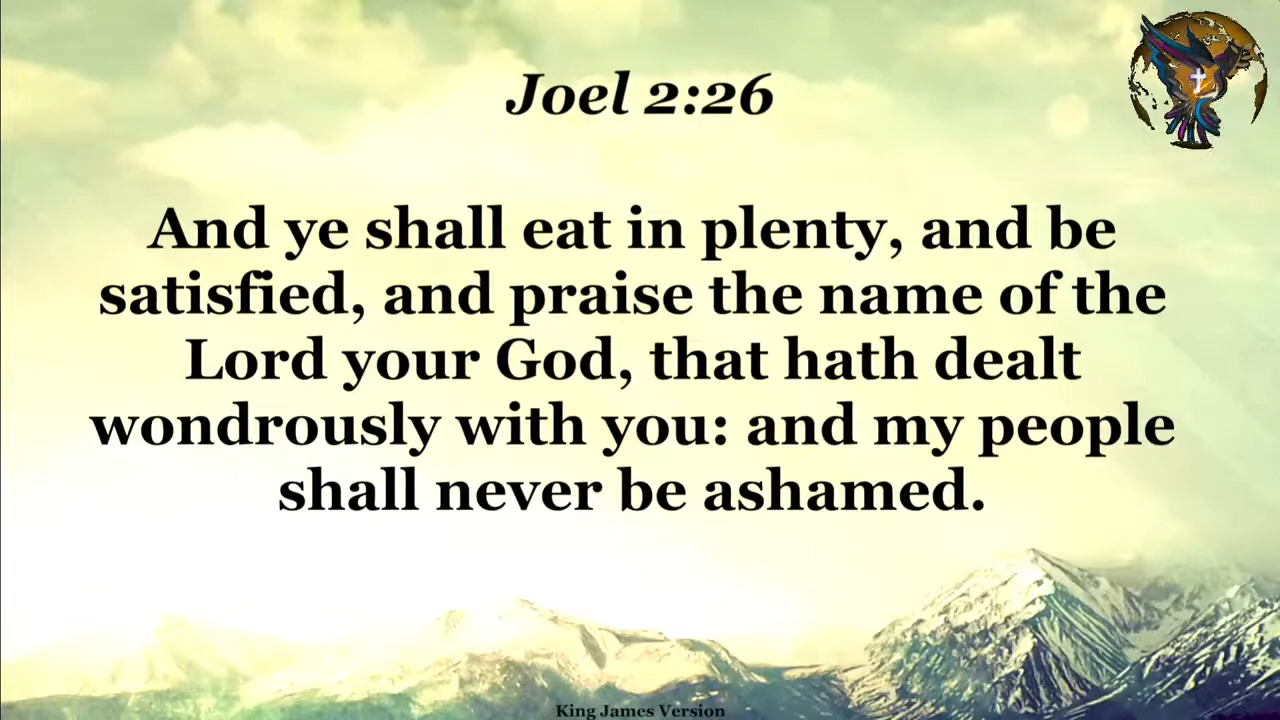 Joel 2:26
And ye shall eat in plenty, and be
satisfied, and praise the name of the
Lord your God, that hath dealt
wondrously with you: and my people
shall never be ashamed.
King James Version